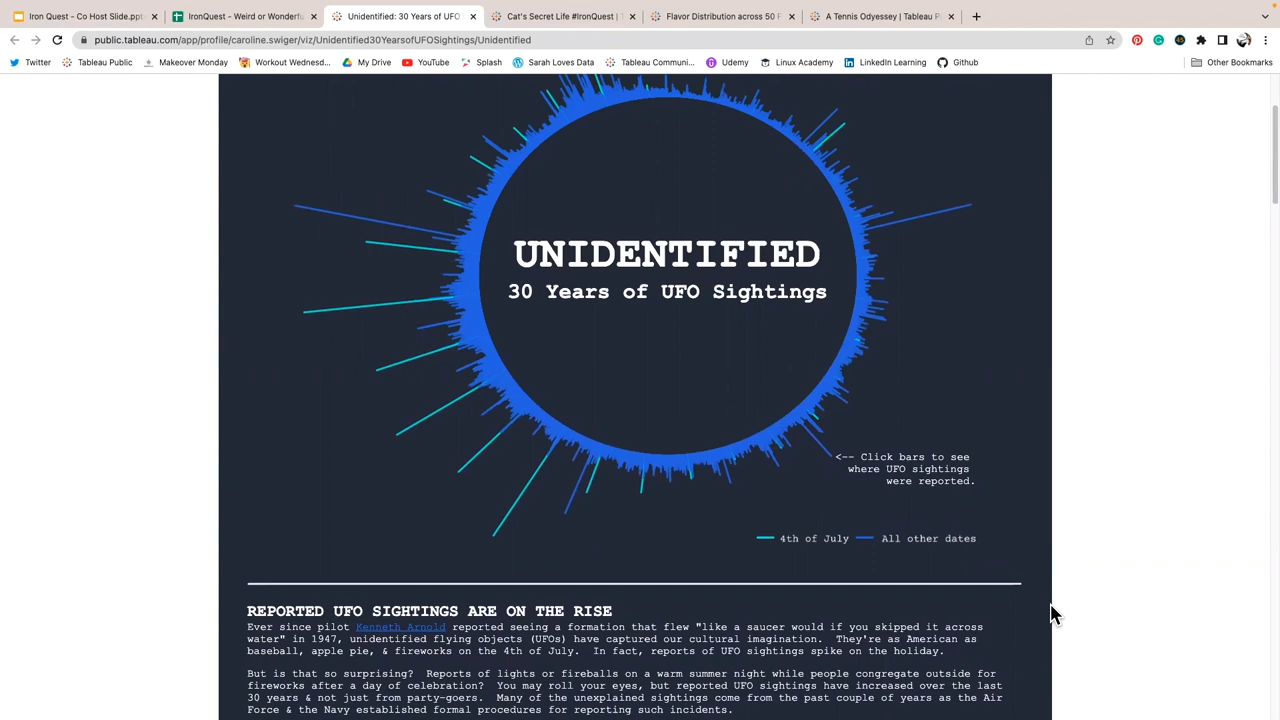 Iron Quest - Co Host Slide.ppt
IronQuest - Weird or Wonderfu
Unidentified: 30 Years of UFO
Cat's Secret Life #IronQuest | T
Flavor Distribution across 50 F
A Tennis Odyessey | Tableau P
public.tableau.com/app/profile/caroline.swiger/viz/Unidentified30YearsofUFOSightings/Unidentified
Twitter
Tableau Public
Makeover Monday
Workout Wednesd...
My Drive
YouTube
Splash
Sarah Loves Data
Tableau Communi...
Udemy
Linux Academy
LinkedIn Learning
Github
Other Bookmarks
UNIDENTIFIED
30 Years of UFO Sightings
<-- Click bars to see
where UFO sightings
were reported.
4th of July
All other dates
REPORTED UFO SIGHTINGS ARE ON THE RISE
Ever since pilot Kenneth Arnold reported seeing a formation that flew "like a saucer would if you skipped it across
water" in 1947, unidentified flying objects (UFOs) have captured our cultural imagination. They're as American as
baseball, apple pie, & fireworks on the 4th of July. In fact, reports of UFO sightings spike on the holiday.
But is that so surprising? Reports of lights or fireballs on a warm summer night while people congregate outside for
fireworks after a day of celebration? You may roll your eyes, but reported UFO sightings have increased over the last
30 years & not just from party-goers. Many of the unexplained sightings come from the past couple of years as the Air
Force & the Navy established formal procedures for reporting such incidents.